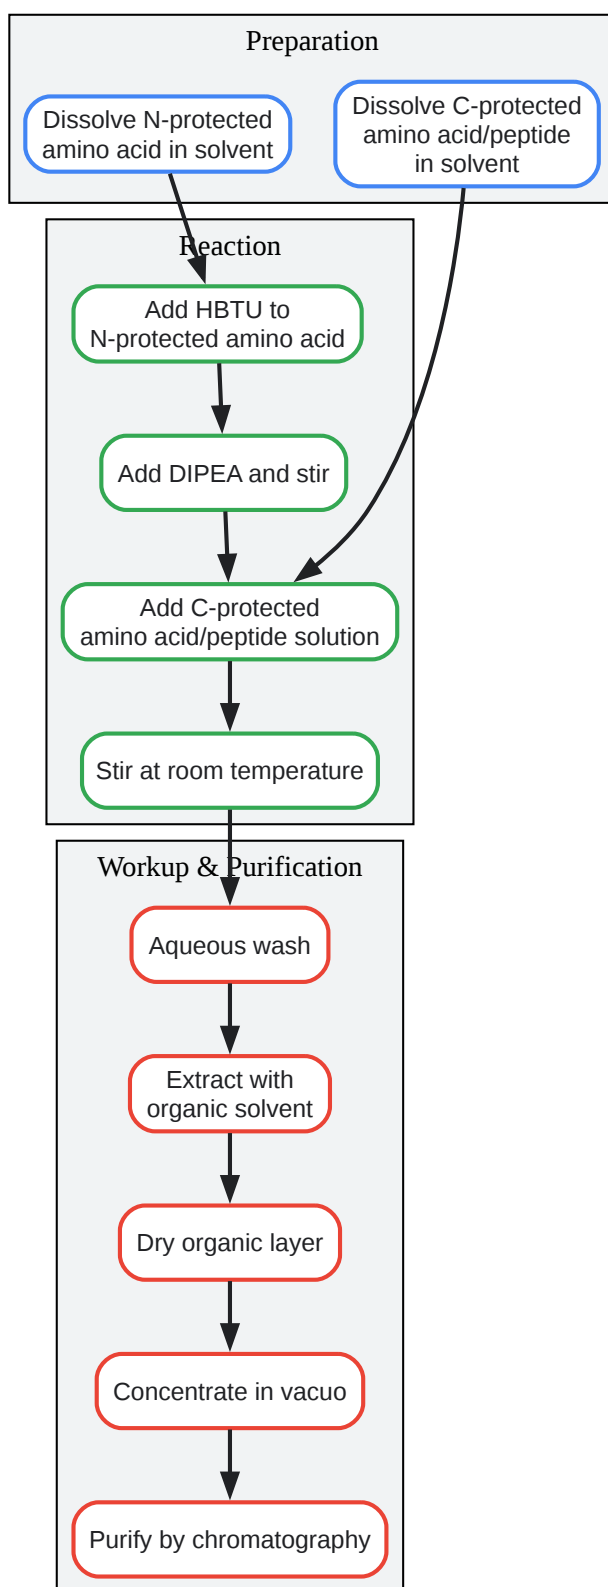 Preparation
Dissolve N-protected
amino acid in solvent
Dissolve C-protected
amino acid/peptide
in solvent
Reaction
Add HBTU to
N-protected amino acid
Add DIPEA and stir
Add C-protected
amino acid/peptide solution
Stir at room temperature
Workup & Purification
Aqueous wash
Extract with
organic solvent
Dry organic layer
Concentrate in vacuo
Purify by chromatography